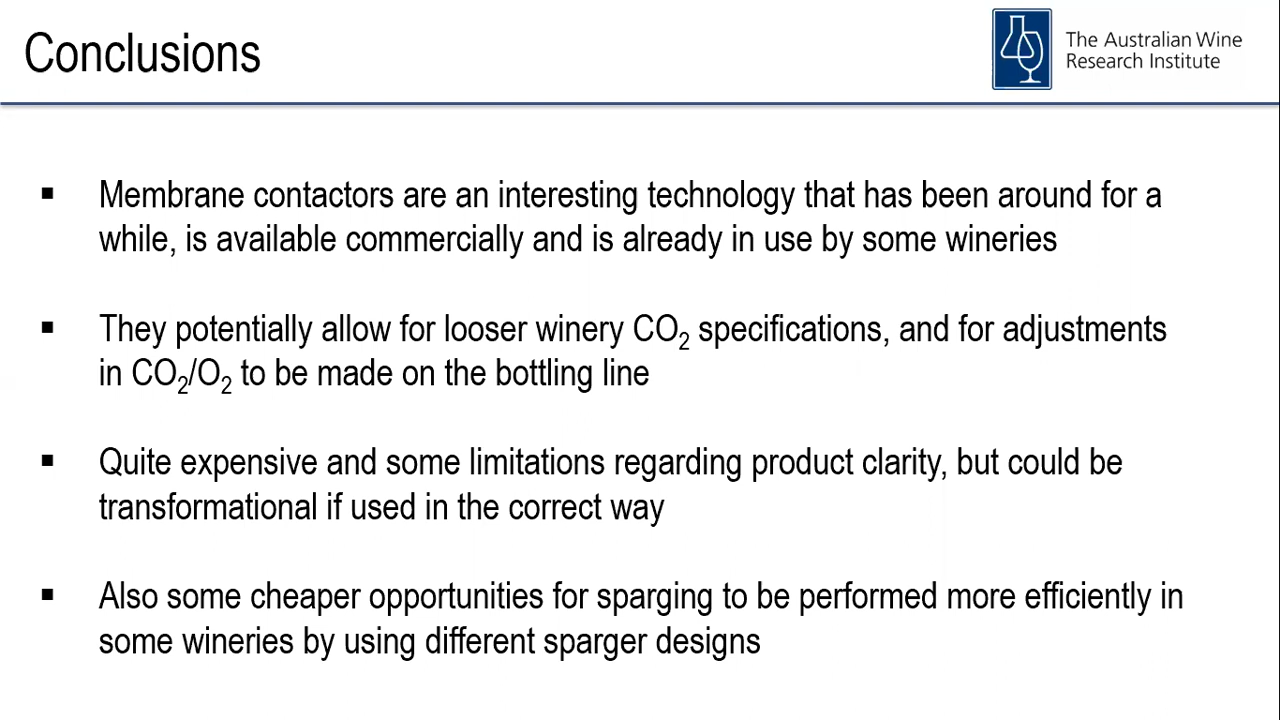 Conclusions
The Australian Wine
Research Institute
▪ Membrane contactors are an interesting technology that has been around for a
while, is available commercially and is already in use by some wineries
▪ They potentially allow for looser winery CO₂ specifications, and for adjustments
in CO₂/O₂ to be made on the bottling line
▪ Quite expensive and some limitations regarding product clarity, but could be
transformational if used in the correct way
▪ Also some cheaper opportunities for sparging to be performed more efficiently in
some wineries by using different sparger designs